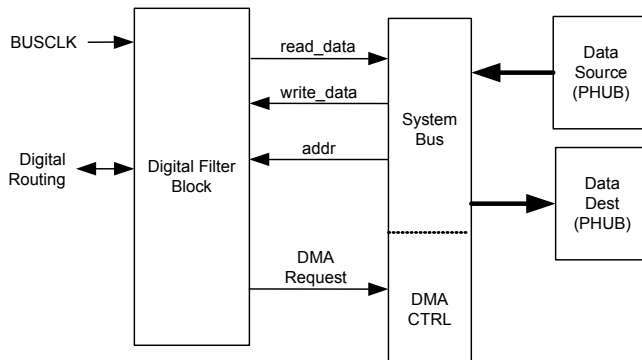 BUSCLK
Digital
Routing
Digital Filter
Block
read_data
write_data
addr
DMA
Request
System
Bus
DMA
CTRL
Data
Source
(PHUB)
Data
Dest
(PHUB)